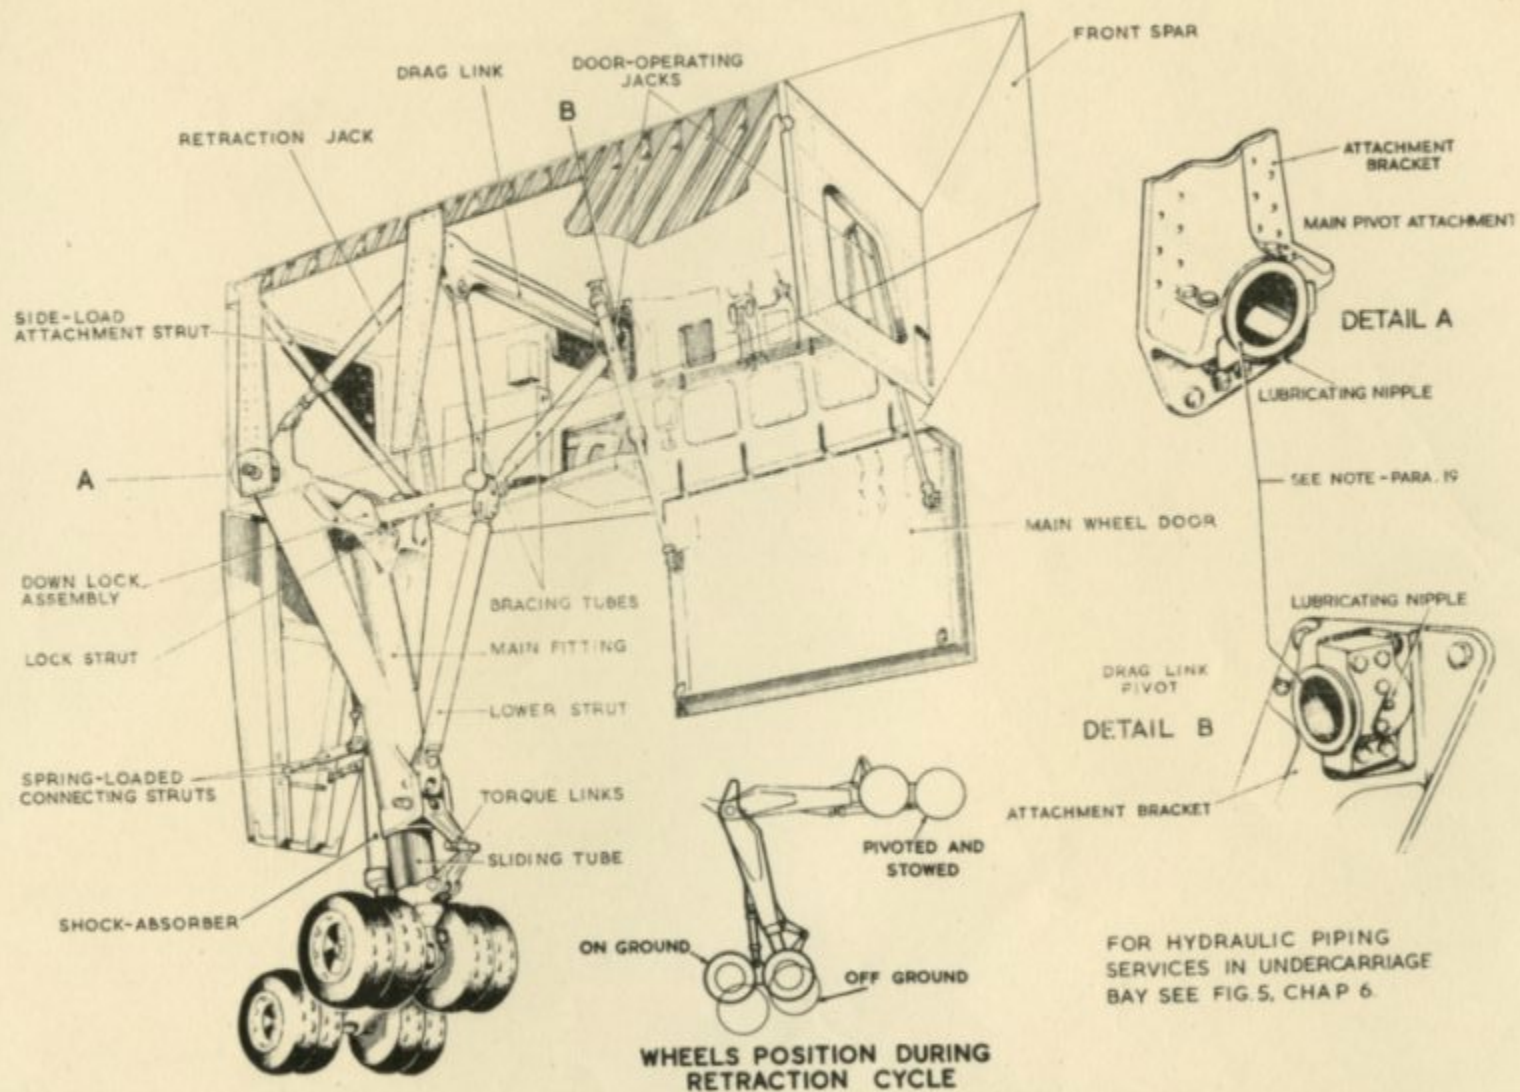 FRONT SPAR
DRAG LINK
DOOR-OPERATING
JACKS
B
RETRACTION JACK
ATTACHMENT
BRACKET
MAIN PIVOT ATTACHMENT
SIDE-LOAD
ATTACHMENT STRUT
DETAIL A
LUBRICATING NIPPLE
A
SEE NOTE-PARA. 19
MAIN WHEEL DOOR
DOWN LOCK
ASSEMBLY
BRACING TUBES
LUBRICATING NIPPLE
LOCK STRUT
MAIN FITTING
DRAG LINK
PIVOT
LOWER STRUT
DETAIL B
SPRING-LOADED
CONNECTING STRUTS
TORQUE LINKS
ATTACHMENT BRACKET
PIVOTED AND
STOWED
SLIDING TUBE
SHOCK-ABSORBER
ON GROUND
OFF GROUND
FOR HYDRAULIC PIPING
SERVICES IN UNDERCARRIAGE
BAY SEE FIG.5, CHAP 6.
WHEELS POSITION DURING
RETRACTION CYCLE